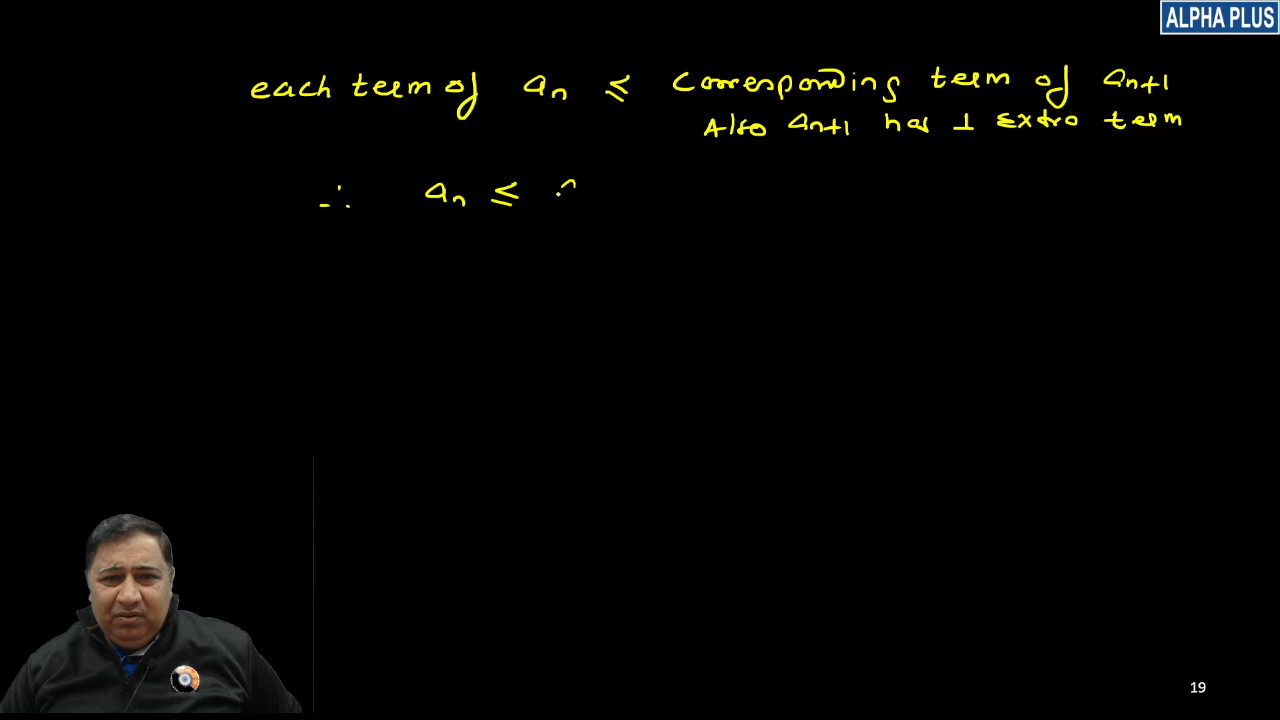 ALPHA PLUS
each term of aₙ ≤ corresponding term of aₙ₊₁
Also aₙ₊₁ has 1 extra term
∴ aₙ ≤
19